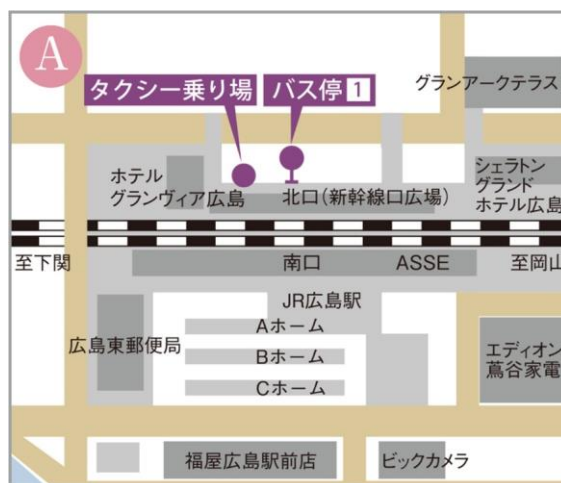 A
タクシー乗り場
バス停 1
グランアークテラス
ホテル
グランヴィア広島
北口(新幹線口広場)
シェラトン
グランド
ホテル広島
至下関
南口
ASSE
至岡山
JR広島駅
広島東郵便局
Aホーム
Bホーム
Cホーム
エディオン
蔦谷家電
福屋広島駅前店
ビックカメラ